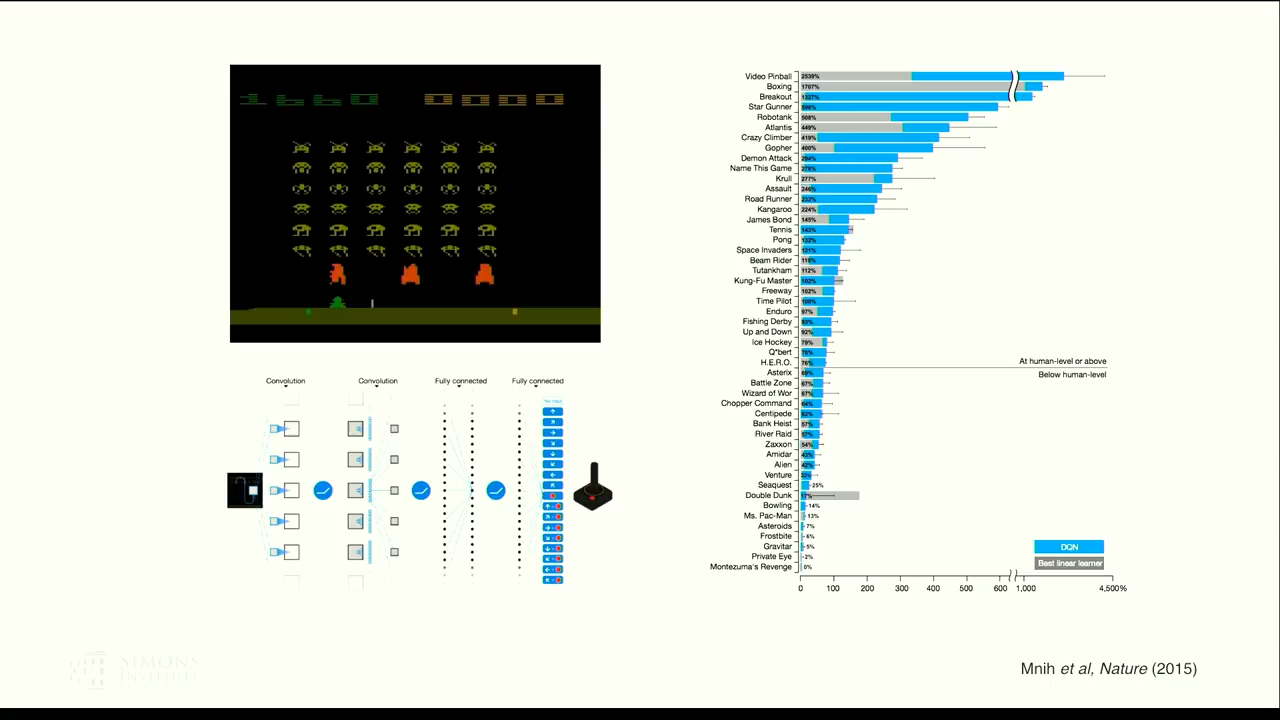 Convolution
Convolution
Fully connected
Fully connected
No input
Video Pinball 2539%
Boxing 1707%
Breakout 1327%
Star Gunner 598%
Robotank 508%
Atlantis 449%
Crazy Climber 419%
Gopher 400%
Demon Attack 294%
Name This Game 278%
Krull 277%
Assault 246%
Road Runner 232%
Kangaroo 224%
James Bond 145%
Tennis 143%
Pong 132%
Space Invaders 121%
Beam Rider 119%
Tutankham 112%
Kung-Fu Master 102%
Freeway 102%
Time Pilot 100%
Enduro 97%
Fishing Derby 93%
Up and Down 92%
Ice Hockey 79%
Q*bert 78%
H.E.R.O. 76%
At human-level or above
Below human-level
Asterix 69%
Battle Zone 67%
Wizard of Wor 67%
Chopper Command 64%
Centipede 62%
Bank Heist 57%
River Raid 57%
Zaxxon 54%
Amidar 43%
Alien 42%
Venture 32%
Seaquest 25%
Double Dunk 17%
Bowling 14%
Ms. Pac-Man 13%
Asteroids 7%
Frostbite 6%
Gravitar 5%
Private Eye 2%
Montezuma's Revenge 0%
DQN
Best linear learner
0 100 200 300 400 500 600 1,000 4,500%
SIMONS
INSTITUTE
Mnih et al, Nature (2015)